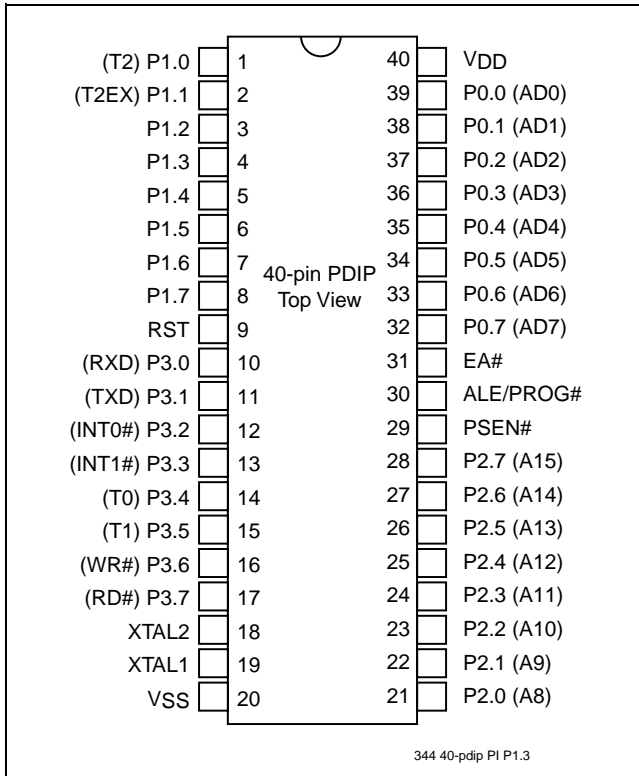 (T2) P1.0 1 40 VDD
(T2EX) P1.1 2 39 P0.0 (AD0)
P1.2 3 38 P0.1 (AD1)
P1.3 4 37 P0.2 (AD2)
P1.4 5 36 P0.3 (AD3)
P1.5 6 35 P0.4 (AD4)
P1.6 7 34 P0.5 (AD5)
40-pin PDIP
P1.7 8 Top View 33 P0.6 (AD6)
RST 9 32 P0.7 (AD7)
(RXD) P3.0 10 31 EA#
(TXD) P3.1 11 30 ALE/PROG#
(INT0#) P3.2 12 29 PSEN#
(INT1#) P3.3 13 28 P2.7 (A15)
(T0) P3.4 14 27 P2.6 (A14)
(T1) P3.5 15 26 P2.5 (A13)
(WR#) P3.6 16 25 P2.4 (A12)
(RD#) P3.7 17 24 P2.3 (A11)
XTAL2 18 23 P2.2 (A10)
XTAL1 19 22 P2.1 (A9)
VSS 20 21 P2.0 (A8)
344 40-pdip PI P1.3